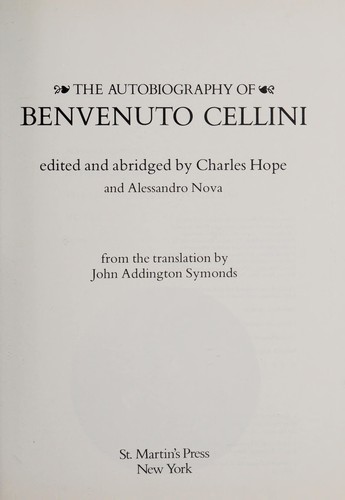 THE AUTOBIOGRAPHY OF
BENVENUTO CELLINI
edited and abridged by Charles Hope
and Alessandro Nova
from the translation by
John Addington Symonds
St. Martin's Press
New York